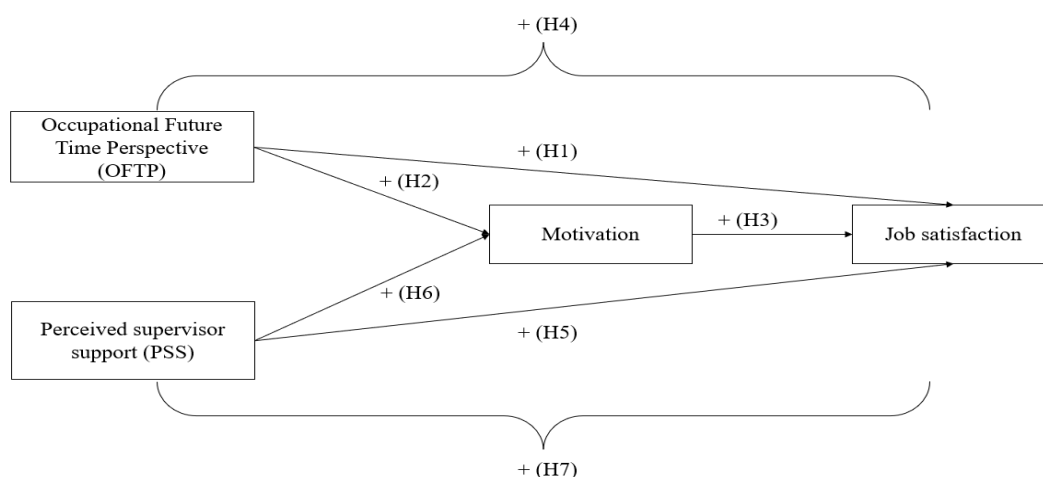 + (H4)
Occupational Future
Time Perspective
(OFTP)
+ (H1)
+ (H2)
Motivation
+ (H3)
Job satisfaction
+ (H6)
Perceived supervisor
support (PSS)
+ (H5)
+ (H7)